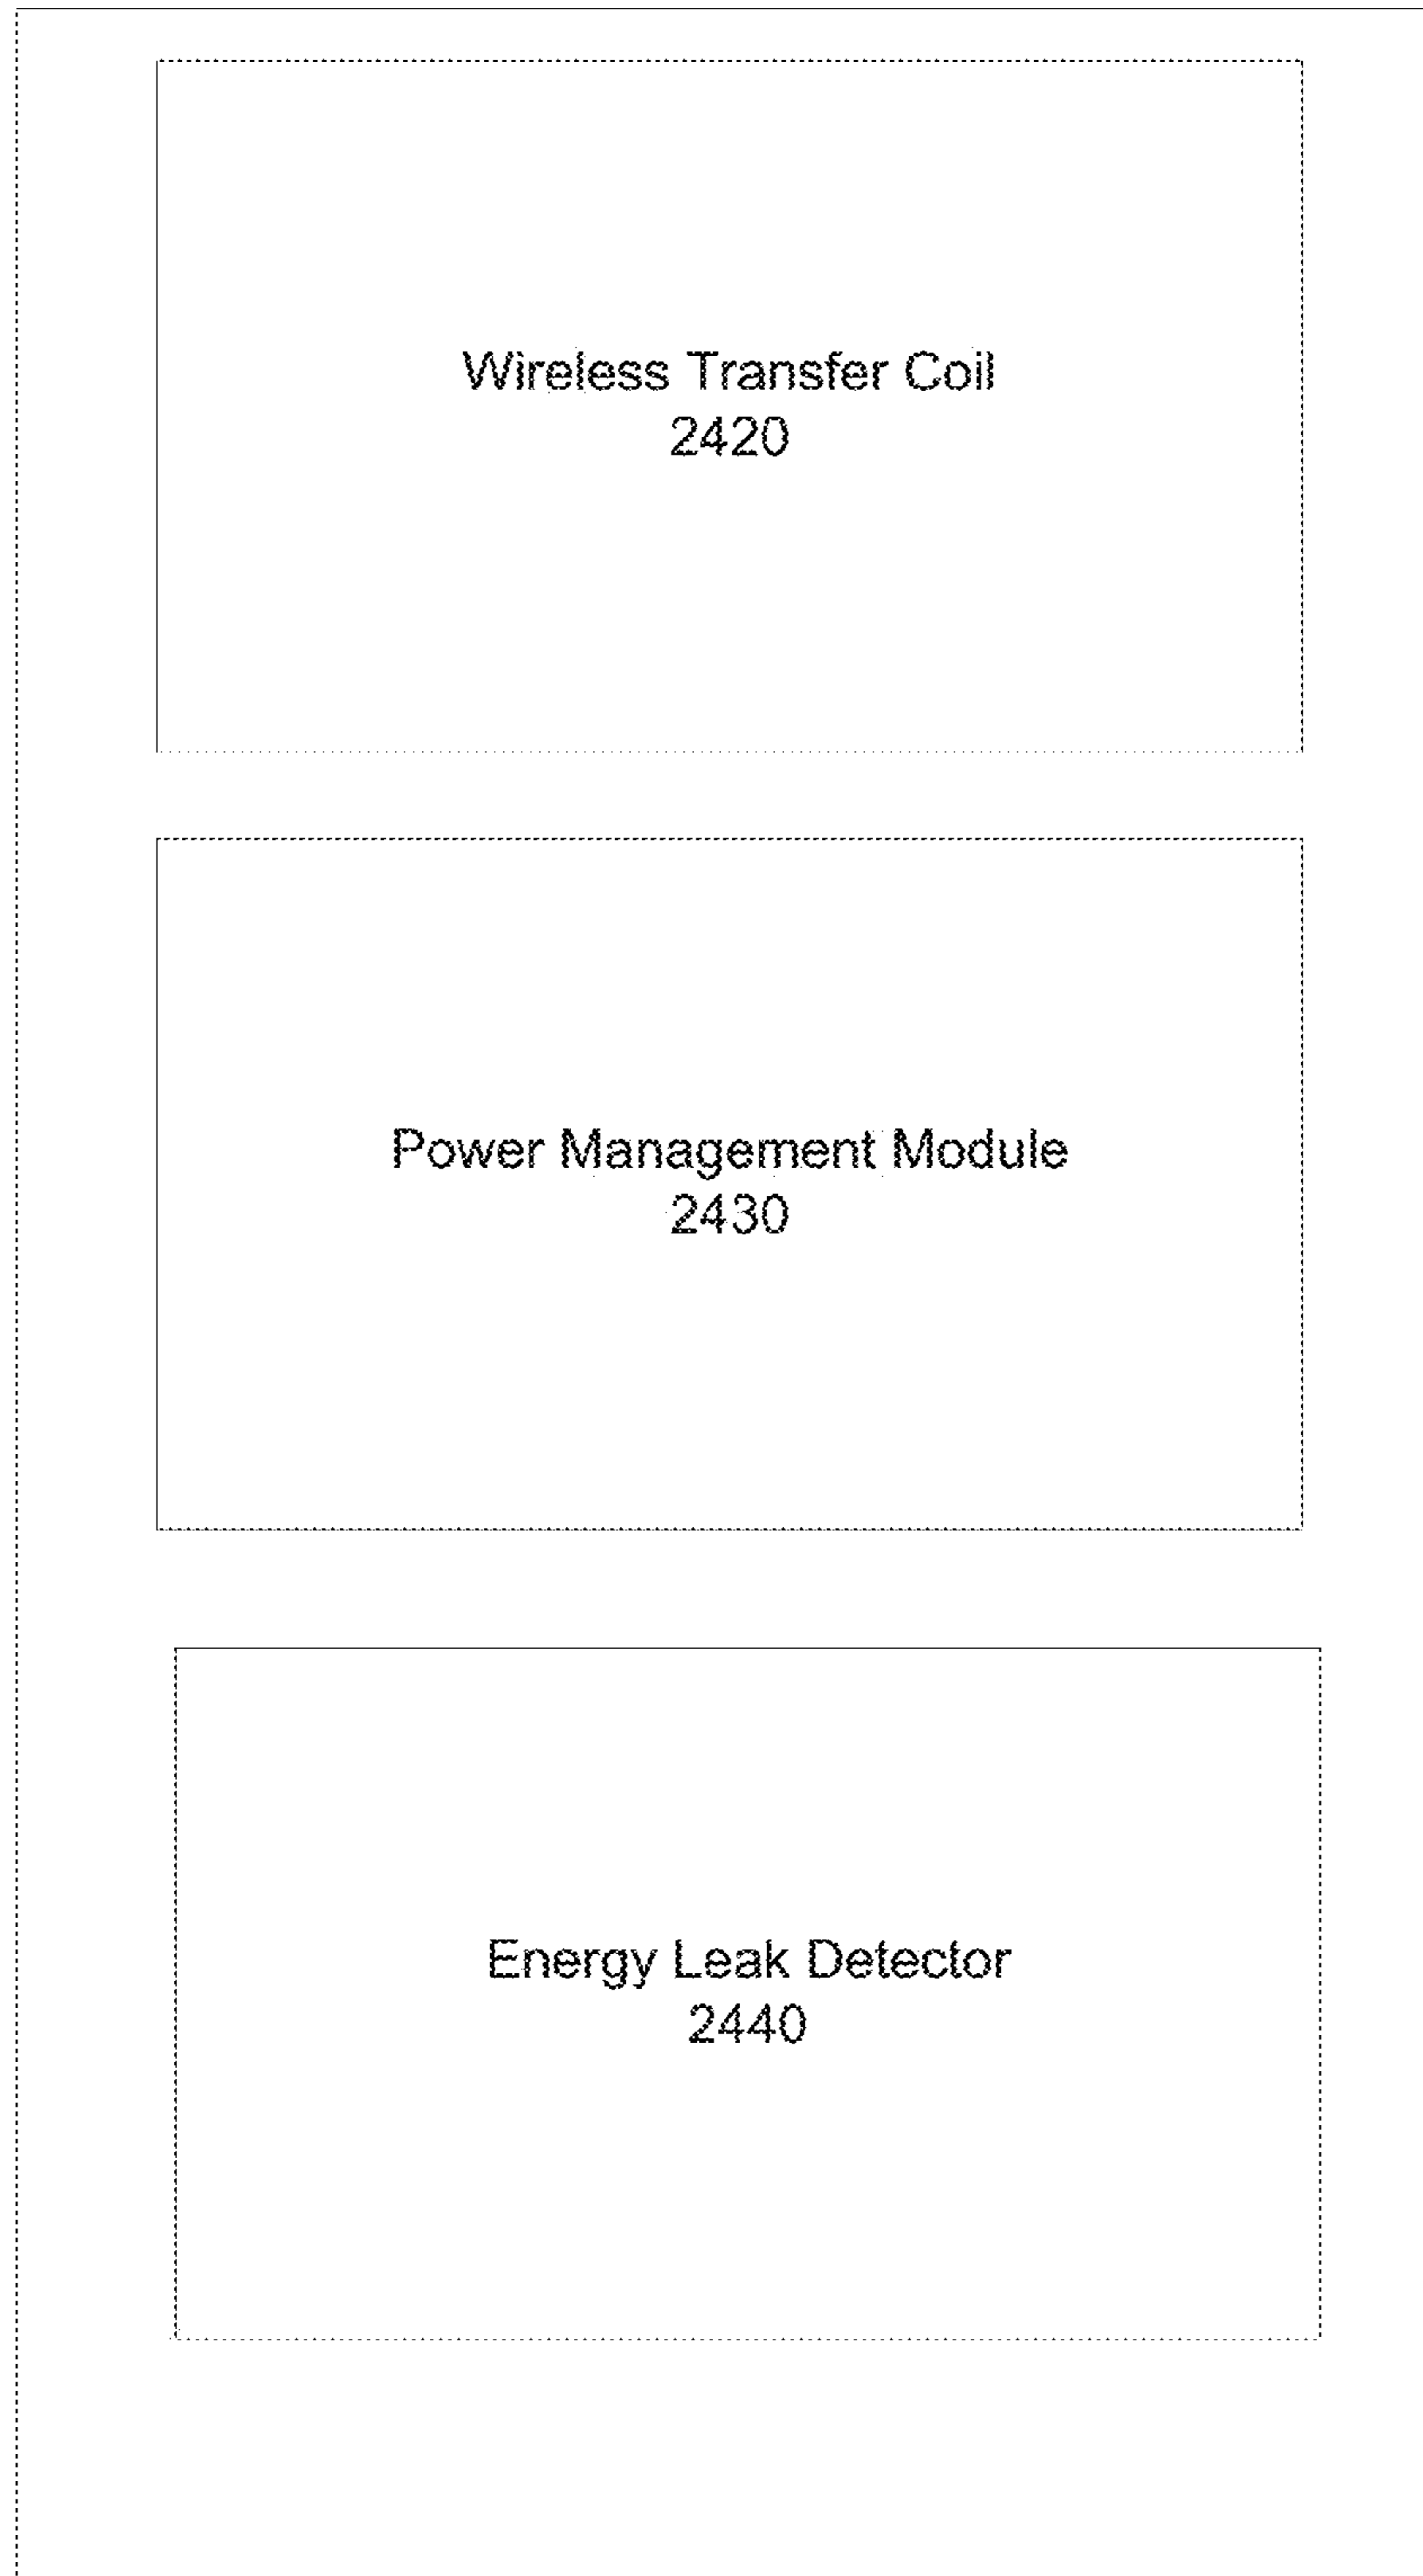 Wireless Transfer Coil
2420
Power Management Module
2430
Energy Leak Detector
2440